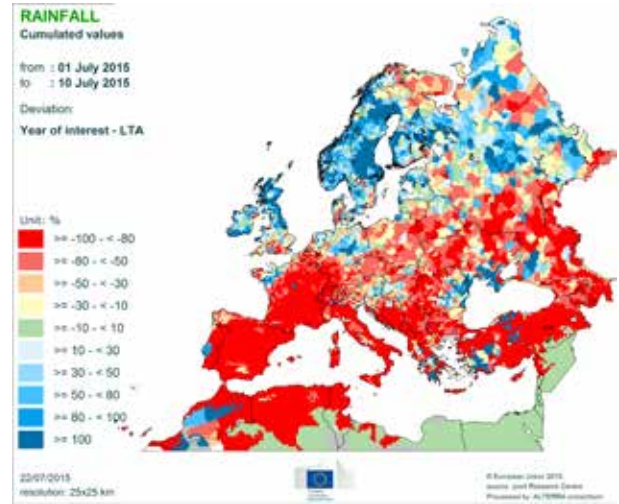 RAINFALL
Cumulated values
from : 01 July 2015
to : 10 July 2015
Deviation:
Year of interest - LTA
Unit: %
>= -100 - < -80
>= -80 - < -50
>= -50 - < -30
>= -30 - < -10
>= -10 - < 10
>= 10 - < 30
>= 30 - < 50
>= 50 - < 80
>= 80 - < 100
>= 100
22/07/2015
resolution: 25x25 km
© European Union 2015
source: Joint Research Centre
Processed by: ALTERRA consortium